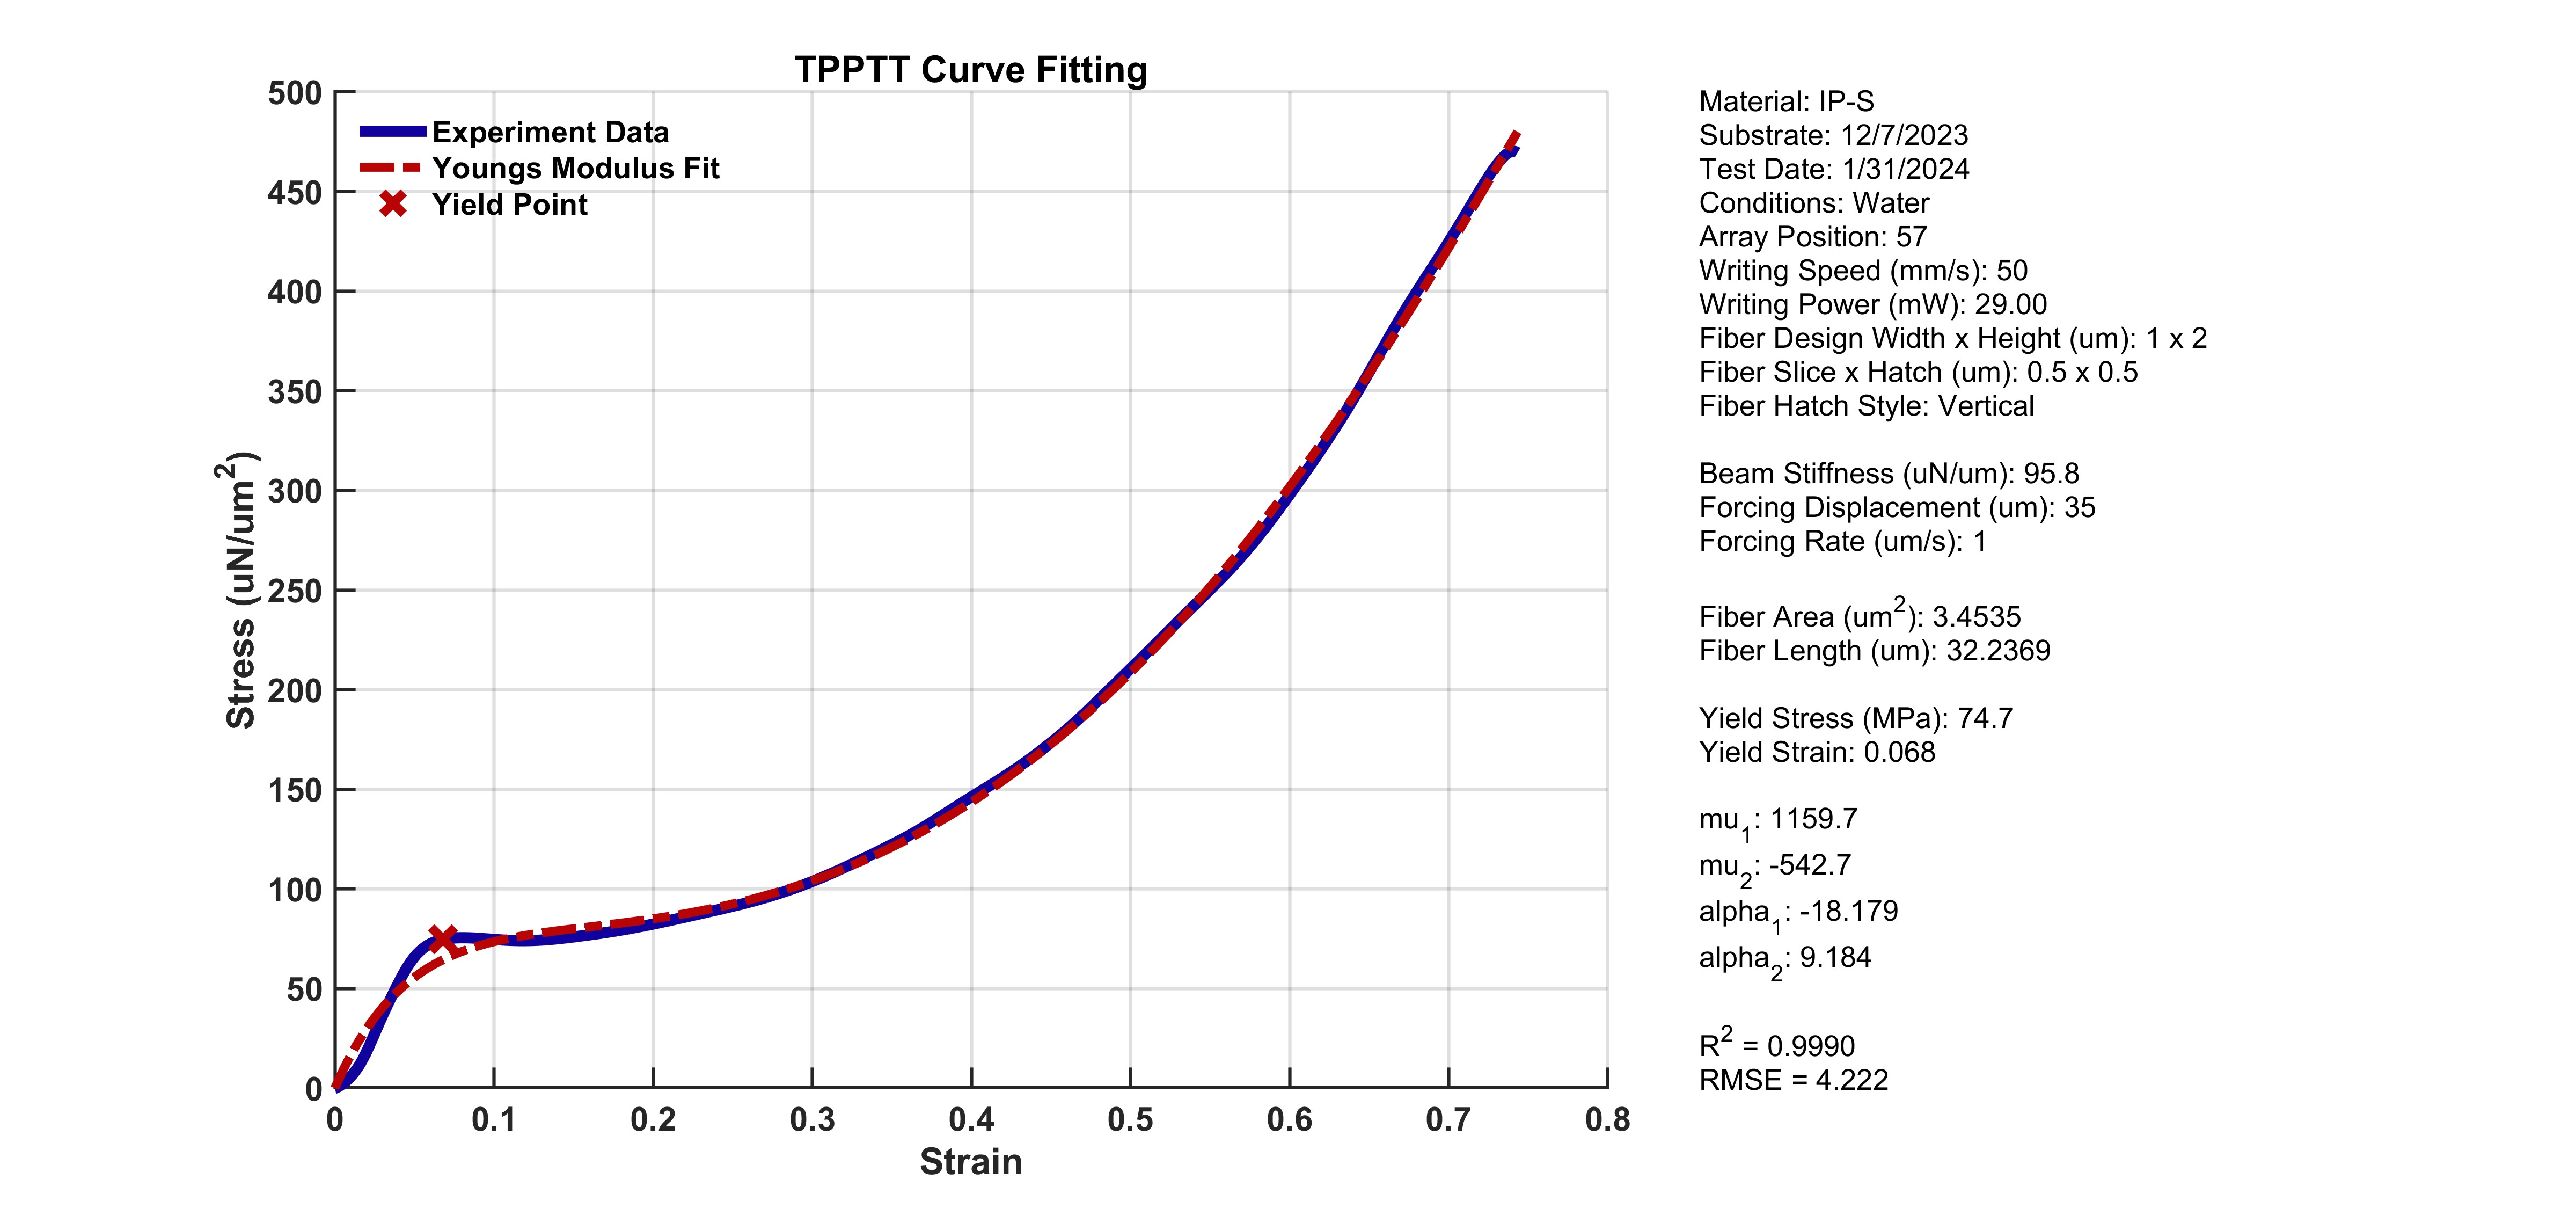 TPPTT Curve Fitting
500
450
400
350
300
250
200
150
100
50
0
Stress (uN/um2)
Experiment Data
Youngs Modulus Fit
Yield Point
0 0.1 0.2 0.3 0.4 0.5 0.6 0.7 0.8
Strain
Material: IP-S
Substrate: 12/7/2023
Test Date: 1/31/2024
Conditions: Water
Array Position: 57
Writing Speed (mm/s): 50
Writing Power (mW): 29.00
Fiber Design Width x Height (um): 1 x 2
Fiber Slice x Hatch (um): 0.5 x 0.5
Fiber Hatch Style: Vertical
Beam Stiffness (uN/um): 95.8
Forcing Displacement (um): 35
Forcing Rate (um/s): 1
Fiber Area (um2): 3.4535
Fiber Length (um): 32.2369
Yield Stress (MPa): 74.7
Yield Strain: 0.068
mu1: 1159.7
mu2: -542.7
alpha1: -18.179
alpha2: 9.184
R2 = 0.9990
RMSE = 4.222